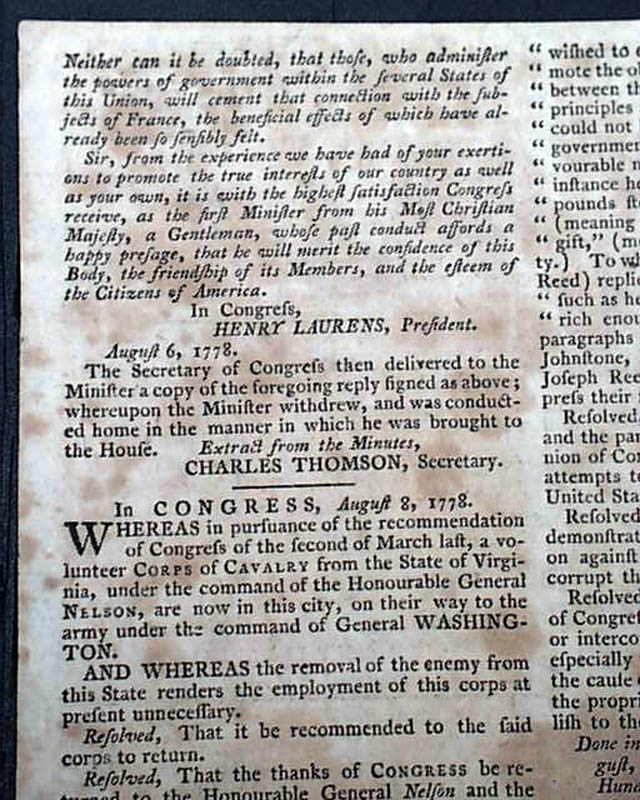 Neither can it be doubted, that thoſe, who adminiſter
the powers of government within the ſeveral States of
this Union, will cement that connection with the ſub-
jects of France, the beneficial effects of which have al-
ready been ſo ſenſibly felt.
Sir, from the experience we have had of your exerti-
ons to promote the true intereſts of our country as well
as your own, it is with the higheſt ſatisfaction Congreſs
receive, as the firſt Miniſter from his Moſt Chriſtian
Majeſty, a Gentleman, whoſe paſt conduct affords a
happy preſage, that he will merit the confidence of this
Body, the friendſhip of its Members, and the eſteem of
the Citizens of America.
In Congreſs,
HENRY LAURENS, Preſident.
Auguſt 6, 1778.
The Secretary of Congreſs then delivered to the
Miniſter a copy of the foregoing reply ſigned as above;
whereupon the Miniſter withdrew, and was conduct-
ed home in the manner in which he was brought to
the Houſe. Extract from the Minutes,
CHARLES THOMSON, Secretary.
In CONGRESS, Auguſt 8, 1778.
WHEREAS in purſuance of the recommendation
of Congreſs of the ſecond of March laſt, a vo-
lunteer CORPS of CAVALRY from the State of Virgi-
nia, under the command of the Honourable General
NELSON, are now in this city, on their way to the
army under the command of General WASHING-
TON.
AND WHEREAS the removal of the enemy from
this State renders the employment of this corps at
preſent unneceſſary.
Reſolved, That it be recommended to the ſaid
corps to return.
Reſolved, That the thanks of CONGRESS be re-
turned to the Honourable General Nelſon and the
“ wiſhed to
“ mote the
“ between
“ principles
“ could not
“ governme
“ vourable
“ inſtance
“ pounds
“ (meaning
“ gift,” (
ty.) To
Reed) replie
“ ſuch as
“ rich
paragraphs
Johnſtone,
Joſeph Ree
preſs their
Reſolved
and the
nion of
attempts
United Sta
Reſolved
demonſtrat
on againſt
corrupt
Reſolved
of Congreſ
or interco
eſpecially
the cauſe
the propri
liſh to the
Done in
guſt,